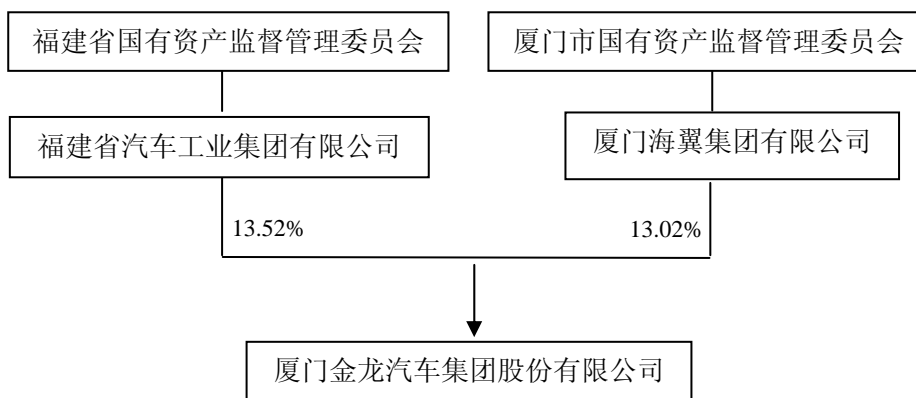 福建省国有资产监督管理委员会
厦门市国有资产监督管理委员会
福建省汽车工业集团有限公司
厦门海翼集团有限公司
13.52%
13.02%
厦门金龙汽车集团股份有限公司